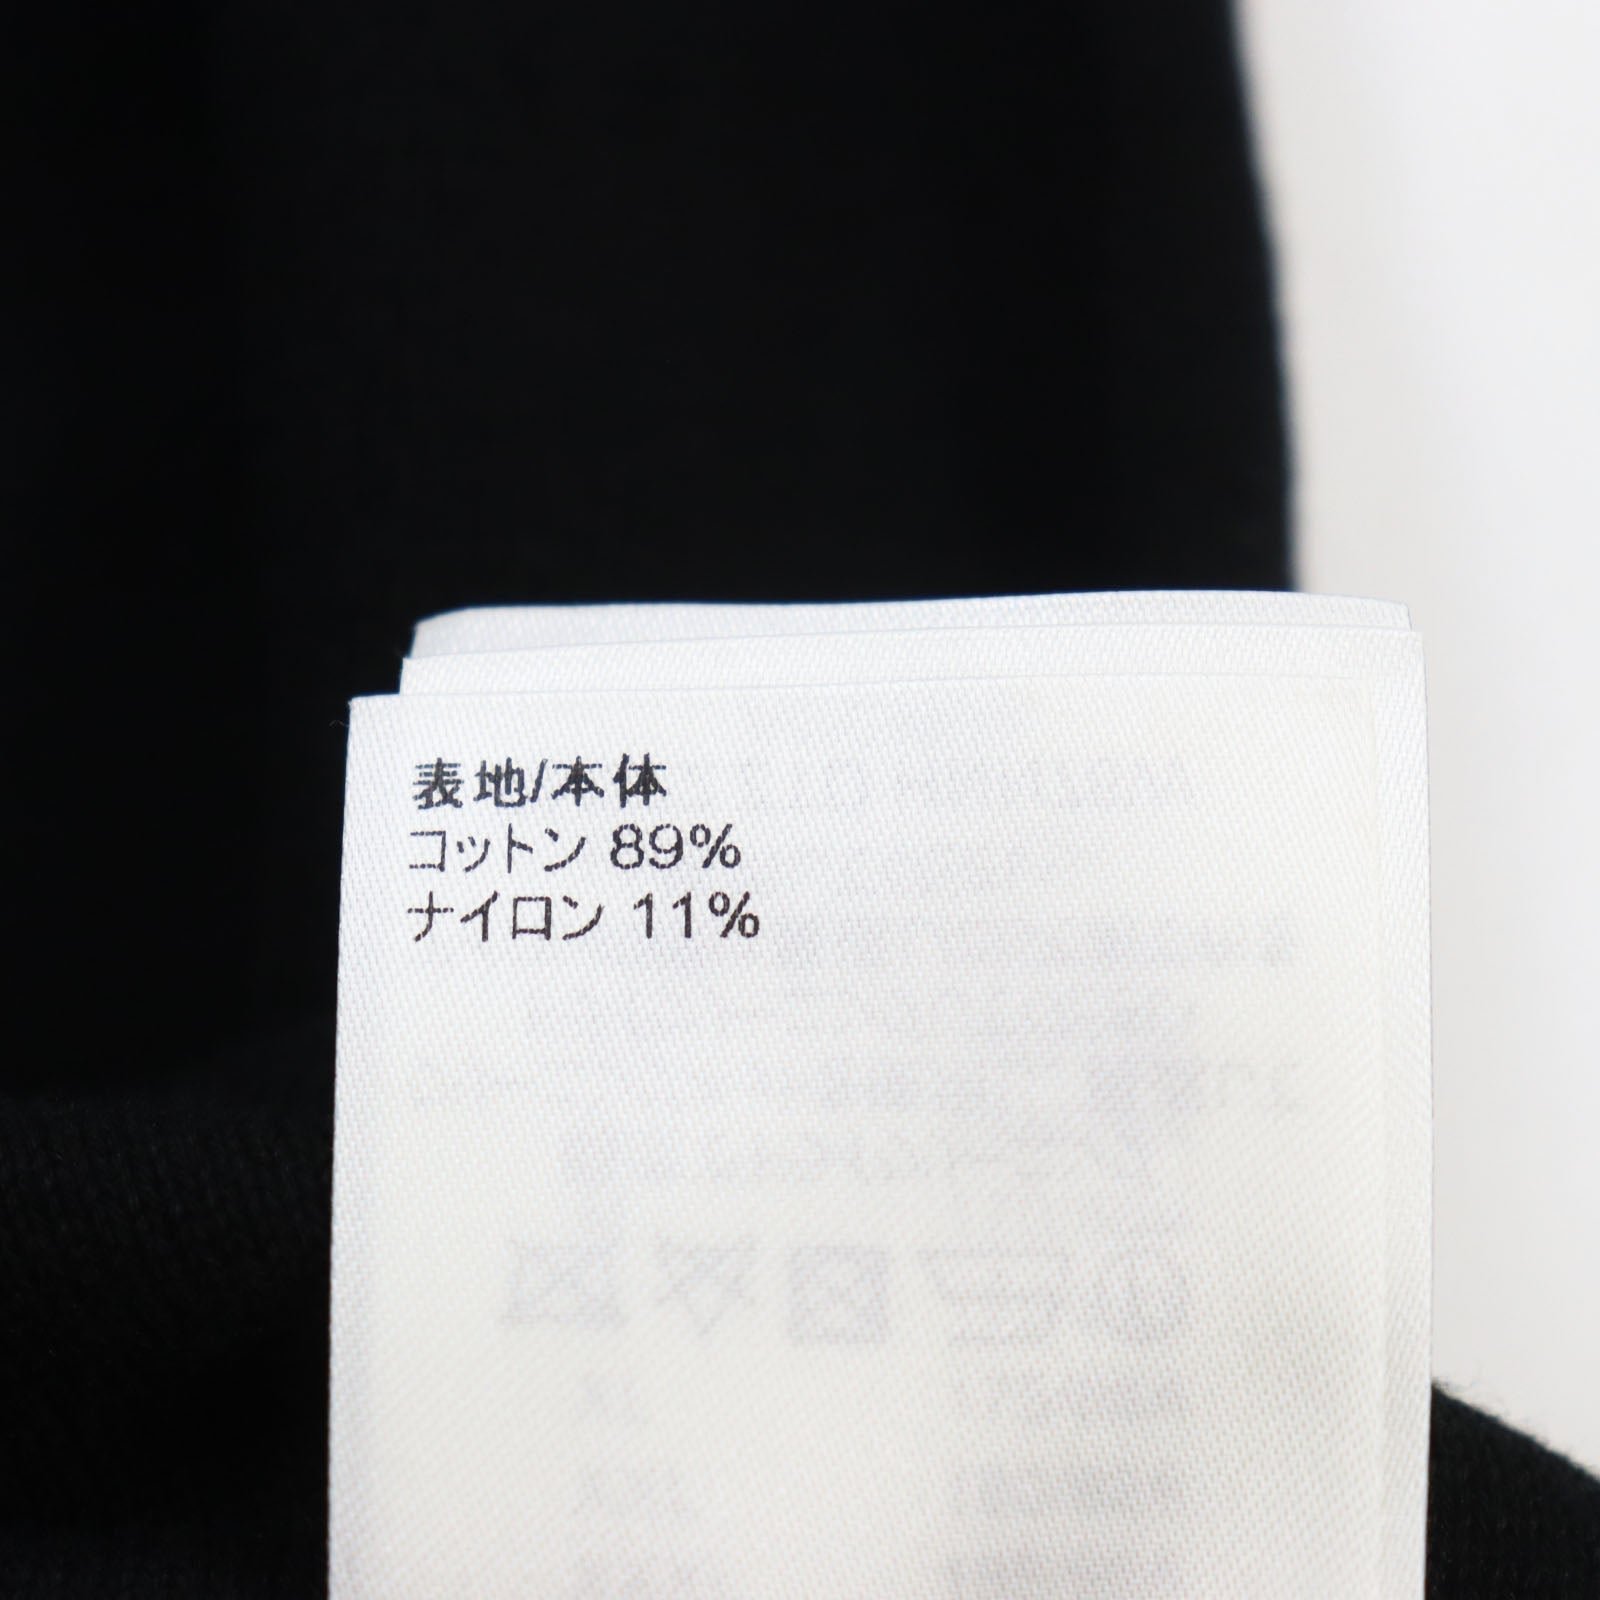 表地/本体
コットン 89%
ナイロン 11%